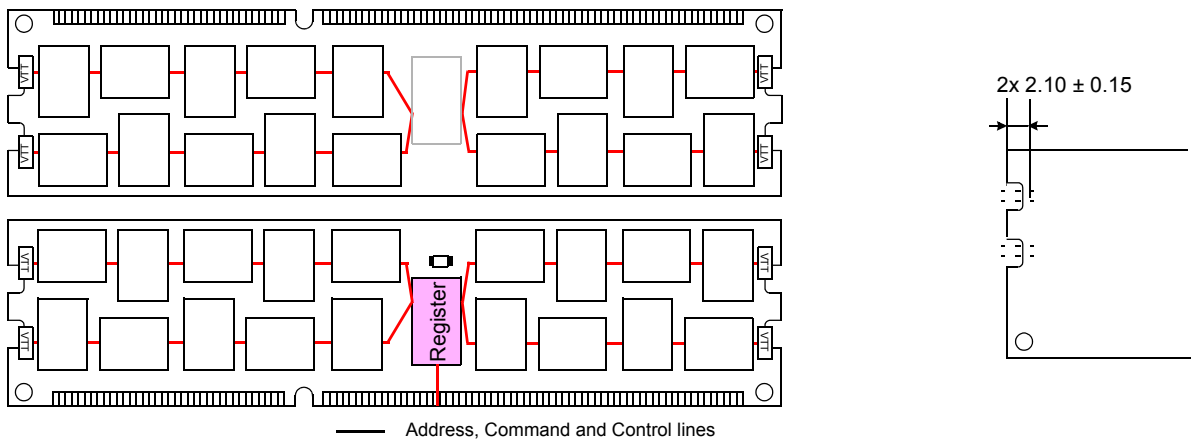 VTT
VTT
2x 2.10 ± 0.15
VTT
VTT
VTT
VTT
Register
VTT
VTT
Address, Command and Control lines